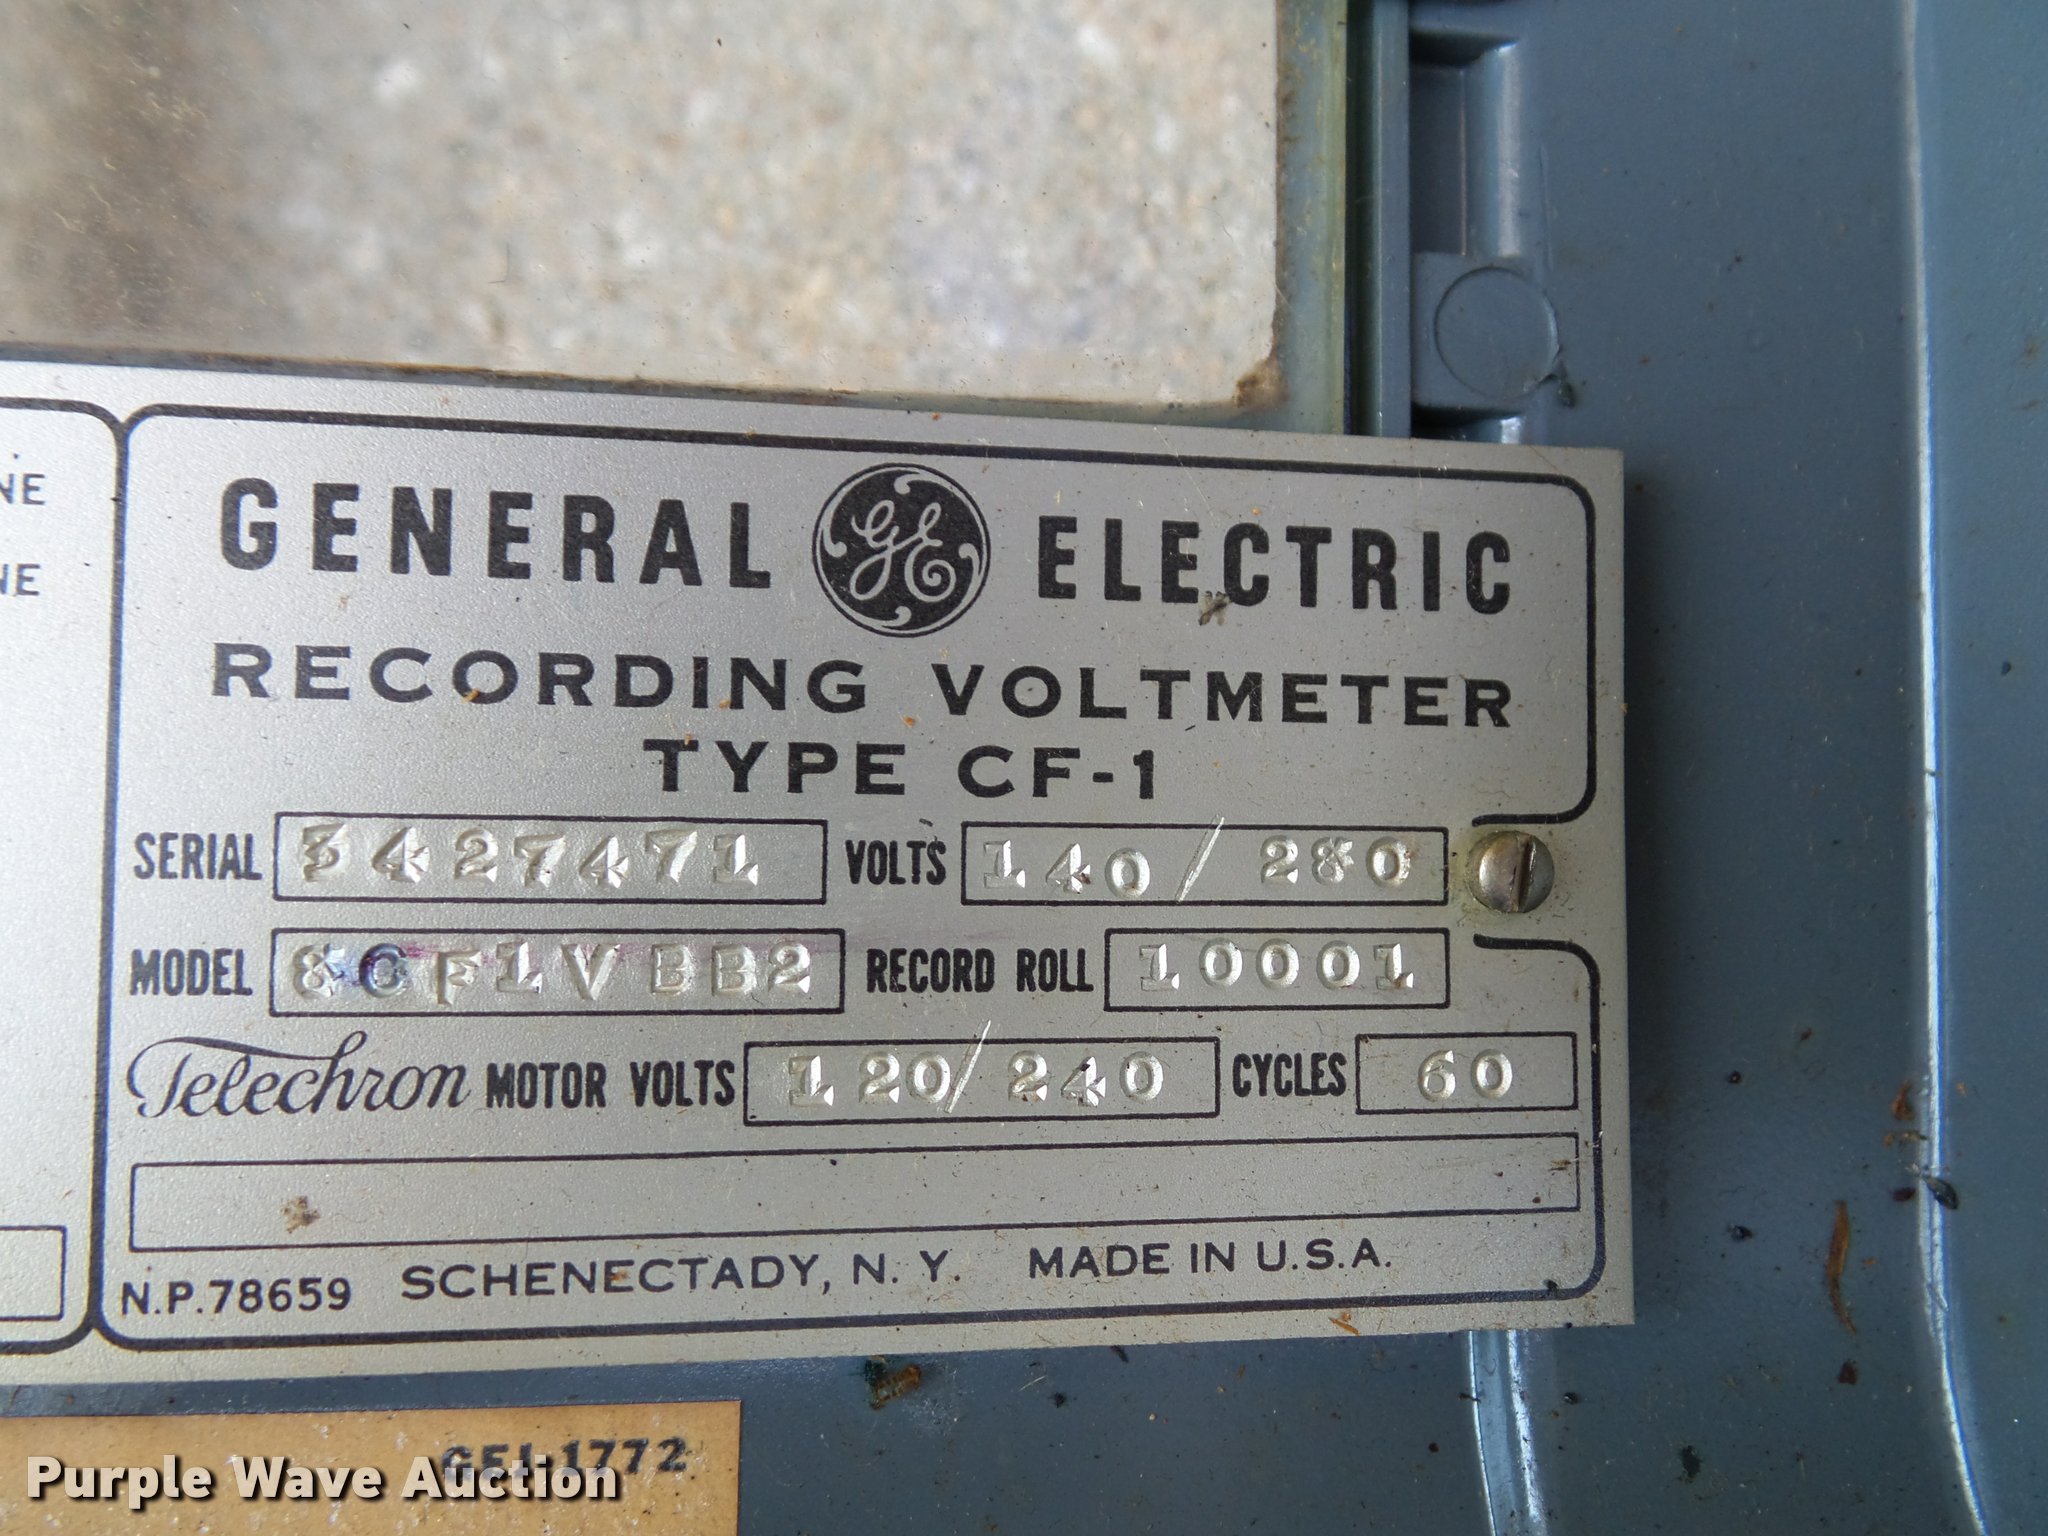 NE
NE
GENERAL GE ELECTRIC
RECORDING VOLTMETER
TYPE CF-1
SERIAL 3427471 VOLTS 140/280
MODEL 8CF1VBB2 RECORD ROLL 10001
Telechron MOTOR VOLTS 120/240 CYCLES 60
N.P.78659 SCHENECTADY, N. Y MADE IN U.S.A.
GEI-1772
Purple Wave Auction